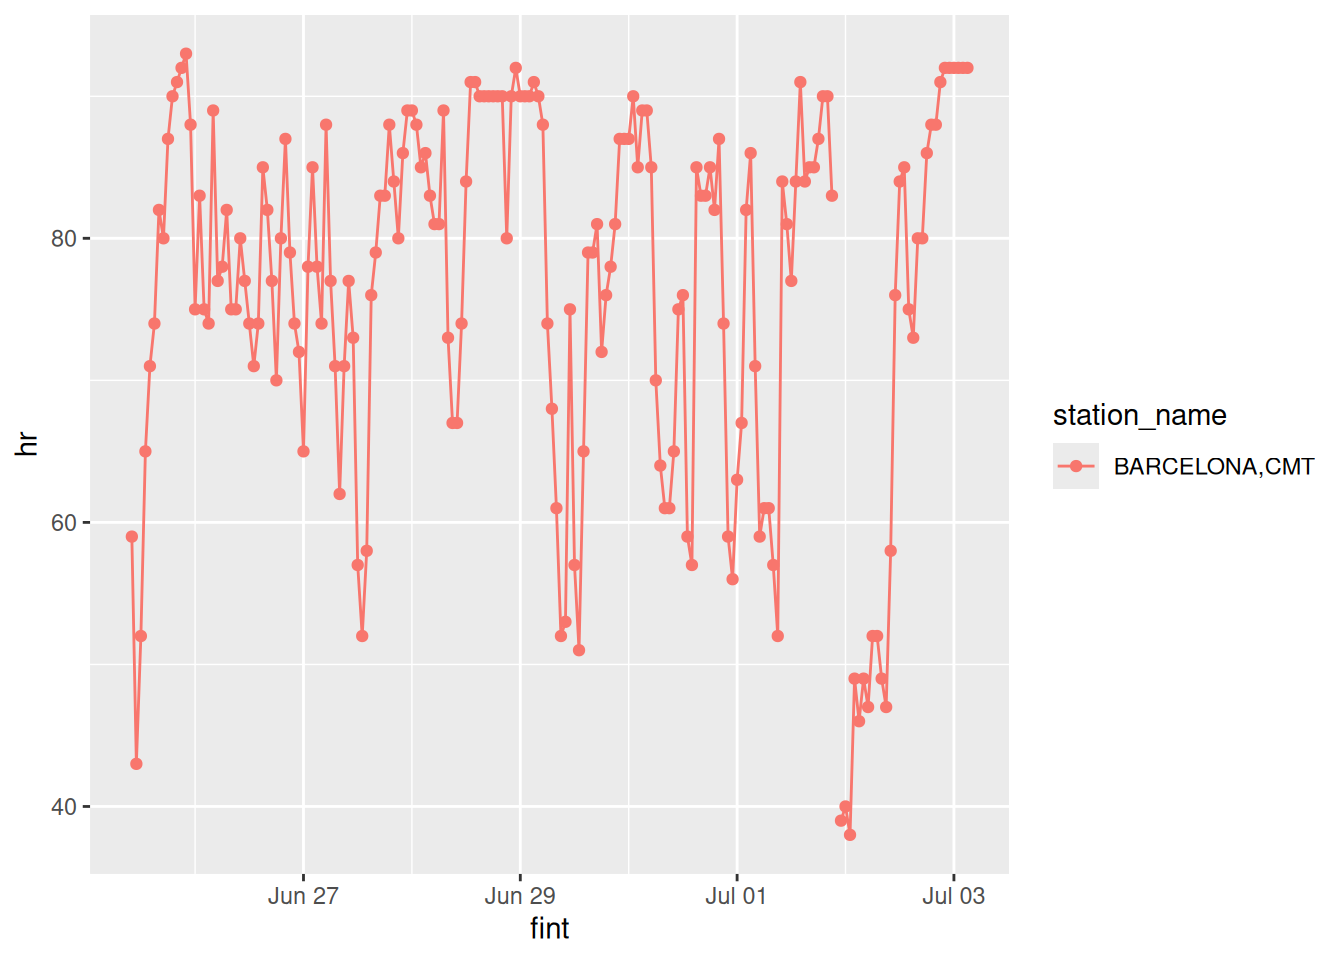 hr
80
60
40
Jun 27
Jun 29
Jul 01
Jul 03
fint
station_name
BARCELONA,CMT